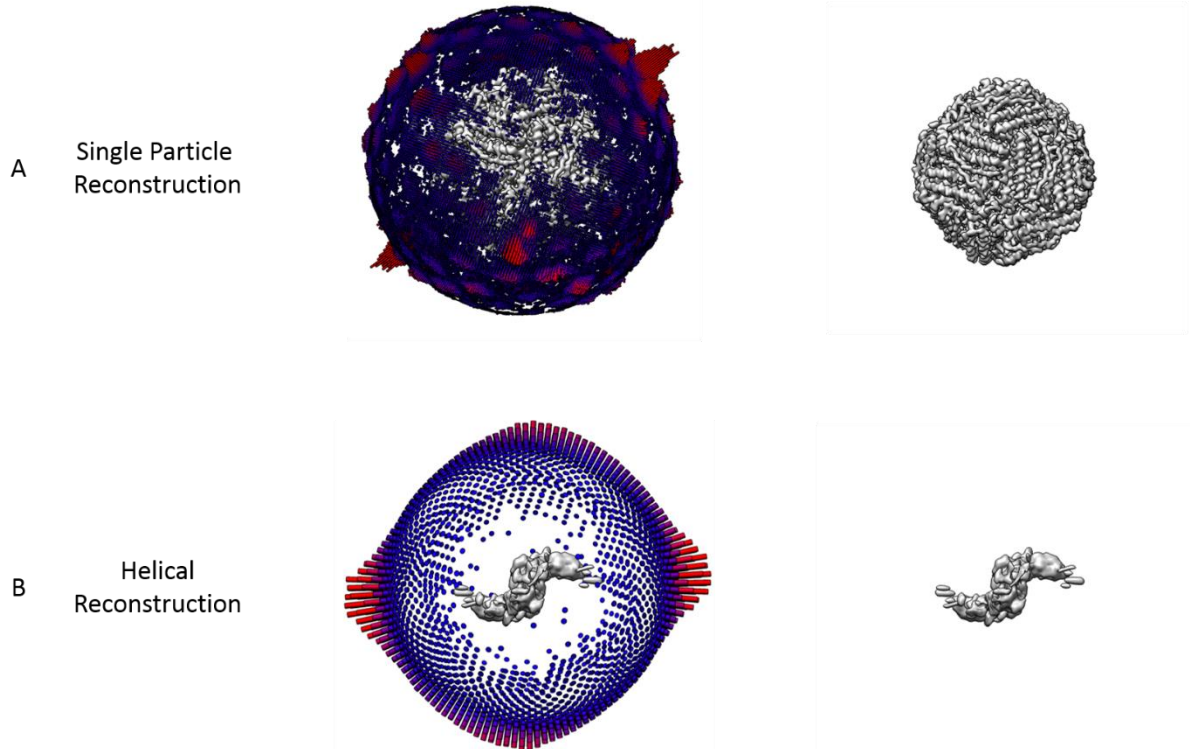 A
Single Particle
Reconstruction
B
Helical
Reconstruction